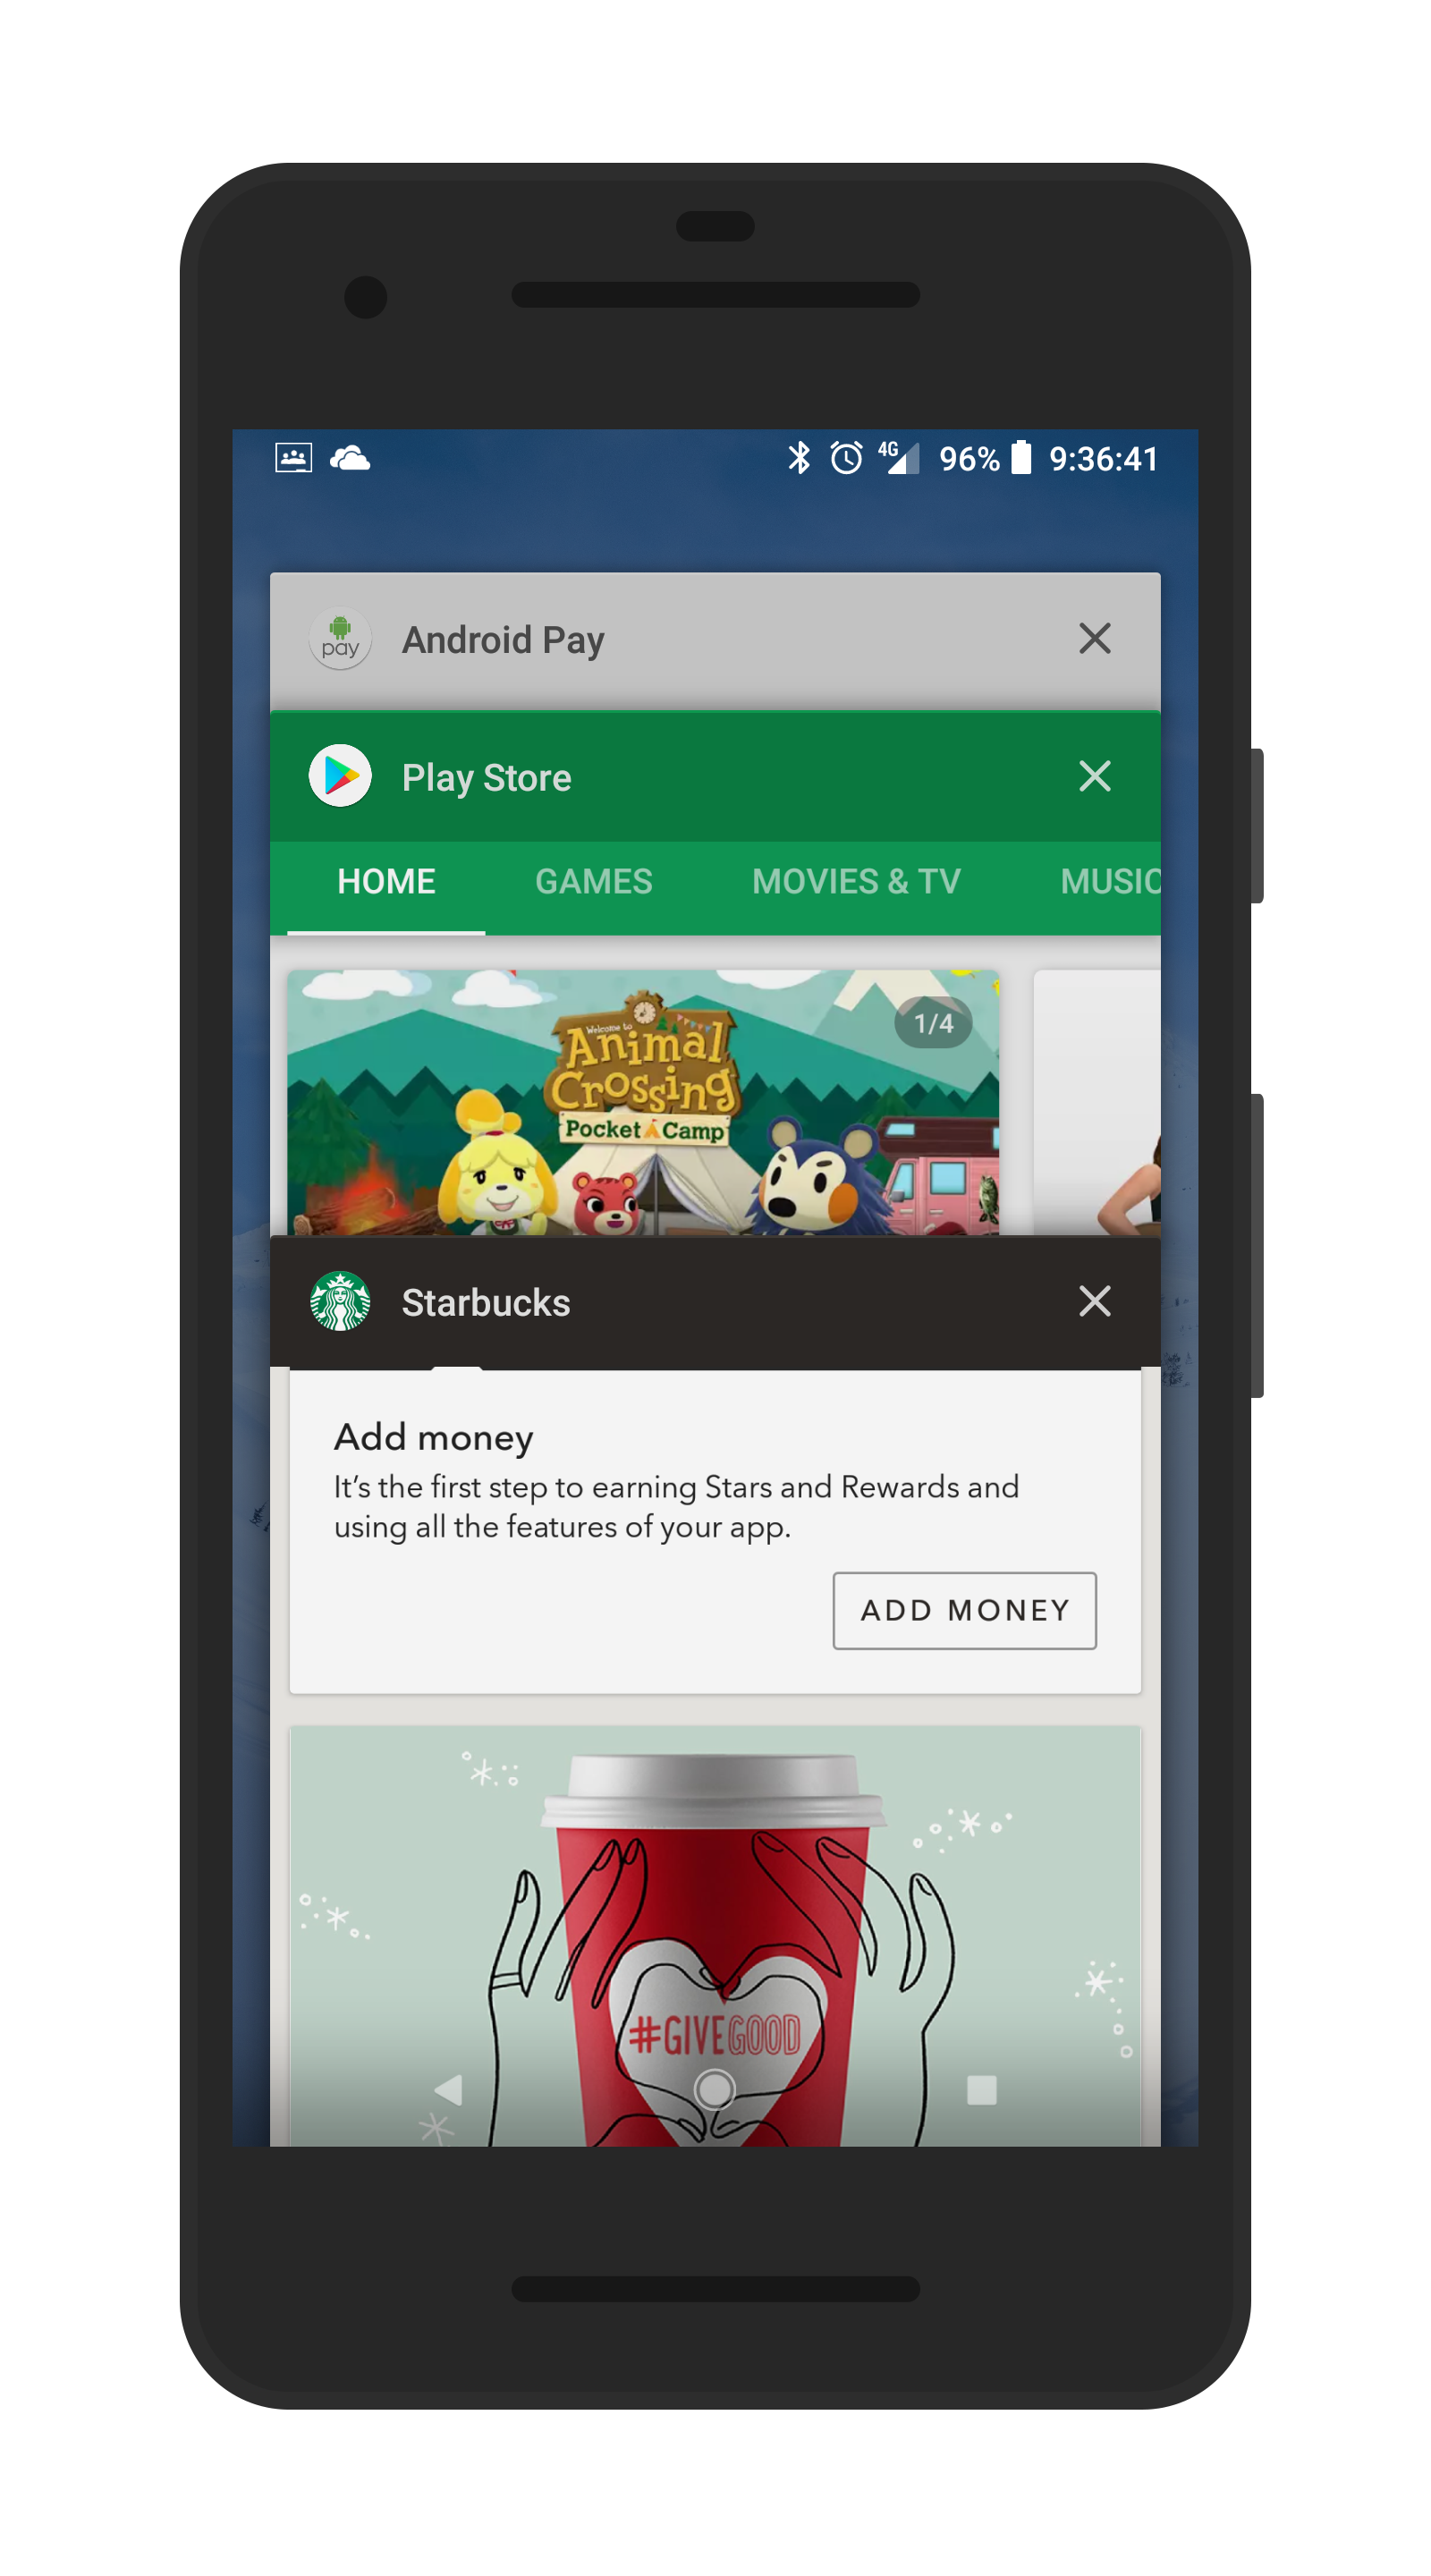 4G 96% 9:36:41
pay Android Pay
Play Store
HOME GAMES MOVIES & TV MUSIC
1/4
Welcome to
Animal
Crossing
Pocket Camp
Starbucks
Add money
It's the first step to earning Stars and Rewards and
using all the features of your app.
ADD MONEY
#GIVEGOOD